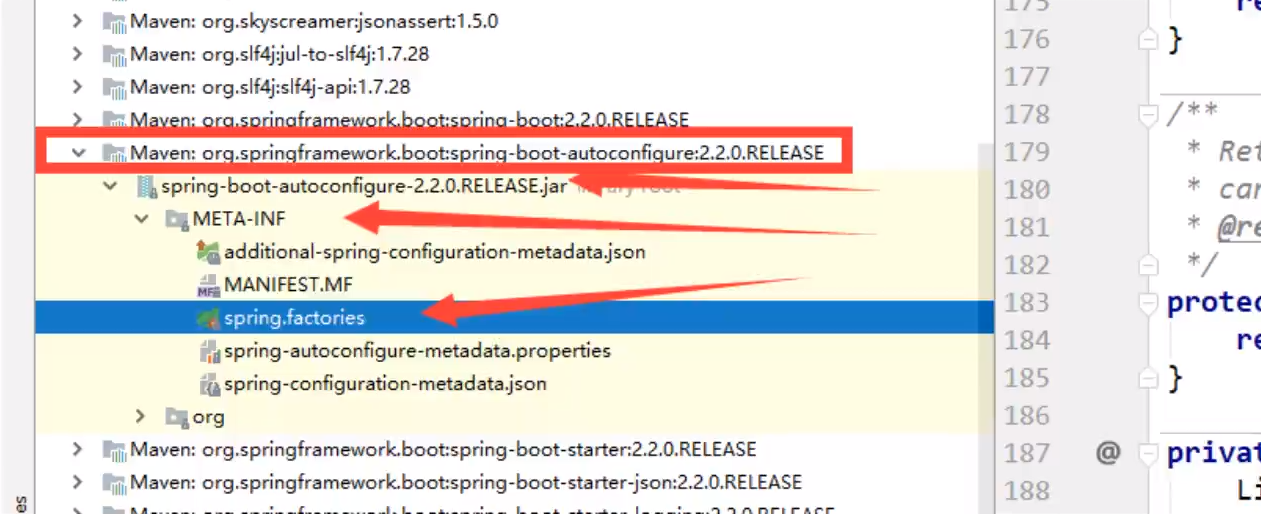 Maven: org.skyscreamer:jsonassert:1.5.0
Maven: org.slf4j:jul-to-slf4j:1.7.28
Maven: org.slf4j:slf4j-api:1.7.28
Maven: org.springframework.boot:spring-boot:2.2.0.RELEASE
Maven: org.springframework.boot:spring-boot-autoconfigure:2.2.0.RELEASE
spring-boot-autoconfigure-2.2.0.RELEASE.jar library root
META-INF
additional-spring-configuration-metadata.json
MANIFEST.MF
MF
spring.factories
spring-autoconfigure-metadata.properties
spring-configuration-metadata.json
org
Maven: org.springframework.boot:spring-boot-starter:2.2.0.RELEASE
Maven: org.springframework.boot:spring-boot-starter-json:2.2.0.RELEASE
Maven: org.springframework.boot:spring-boot-starter-logging:2.2.0.RELEASE
es
175 re
176 }
177
178 /**
179 * Ret
180 * car
181 * @re
182 */
183 protec
184 re
185 }
186
187 @ privat
188 Li